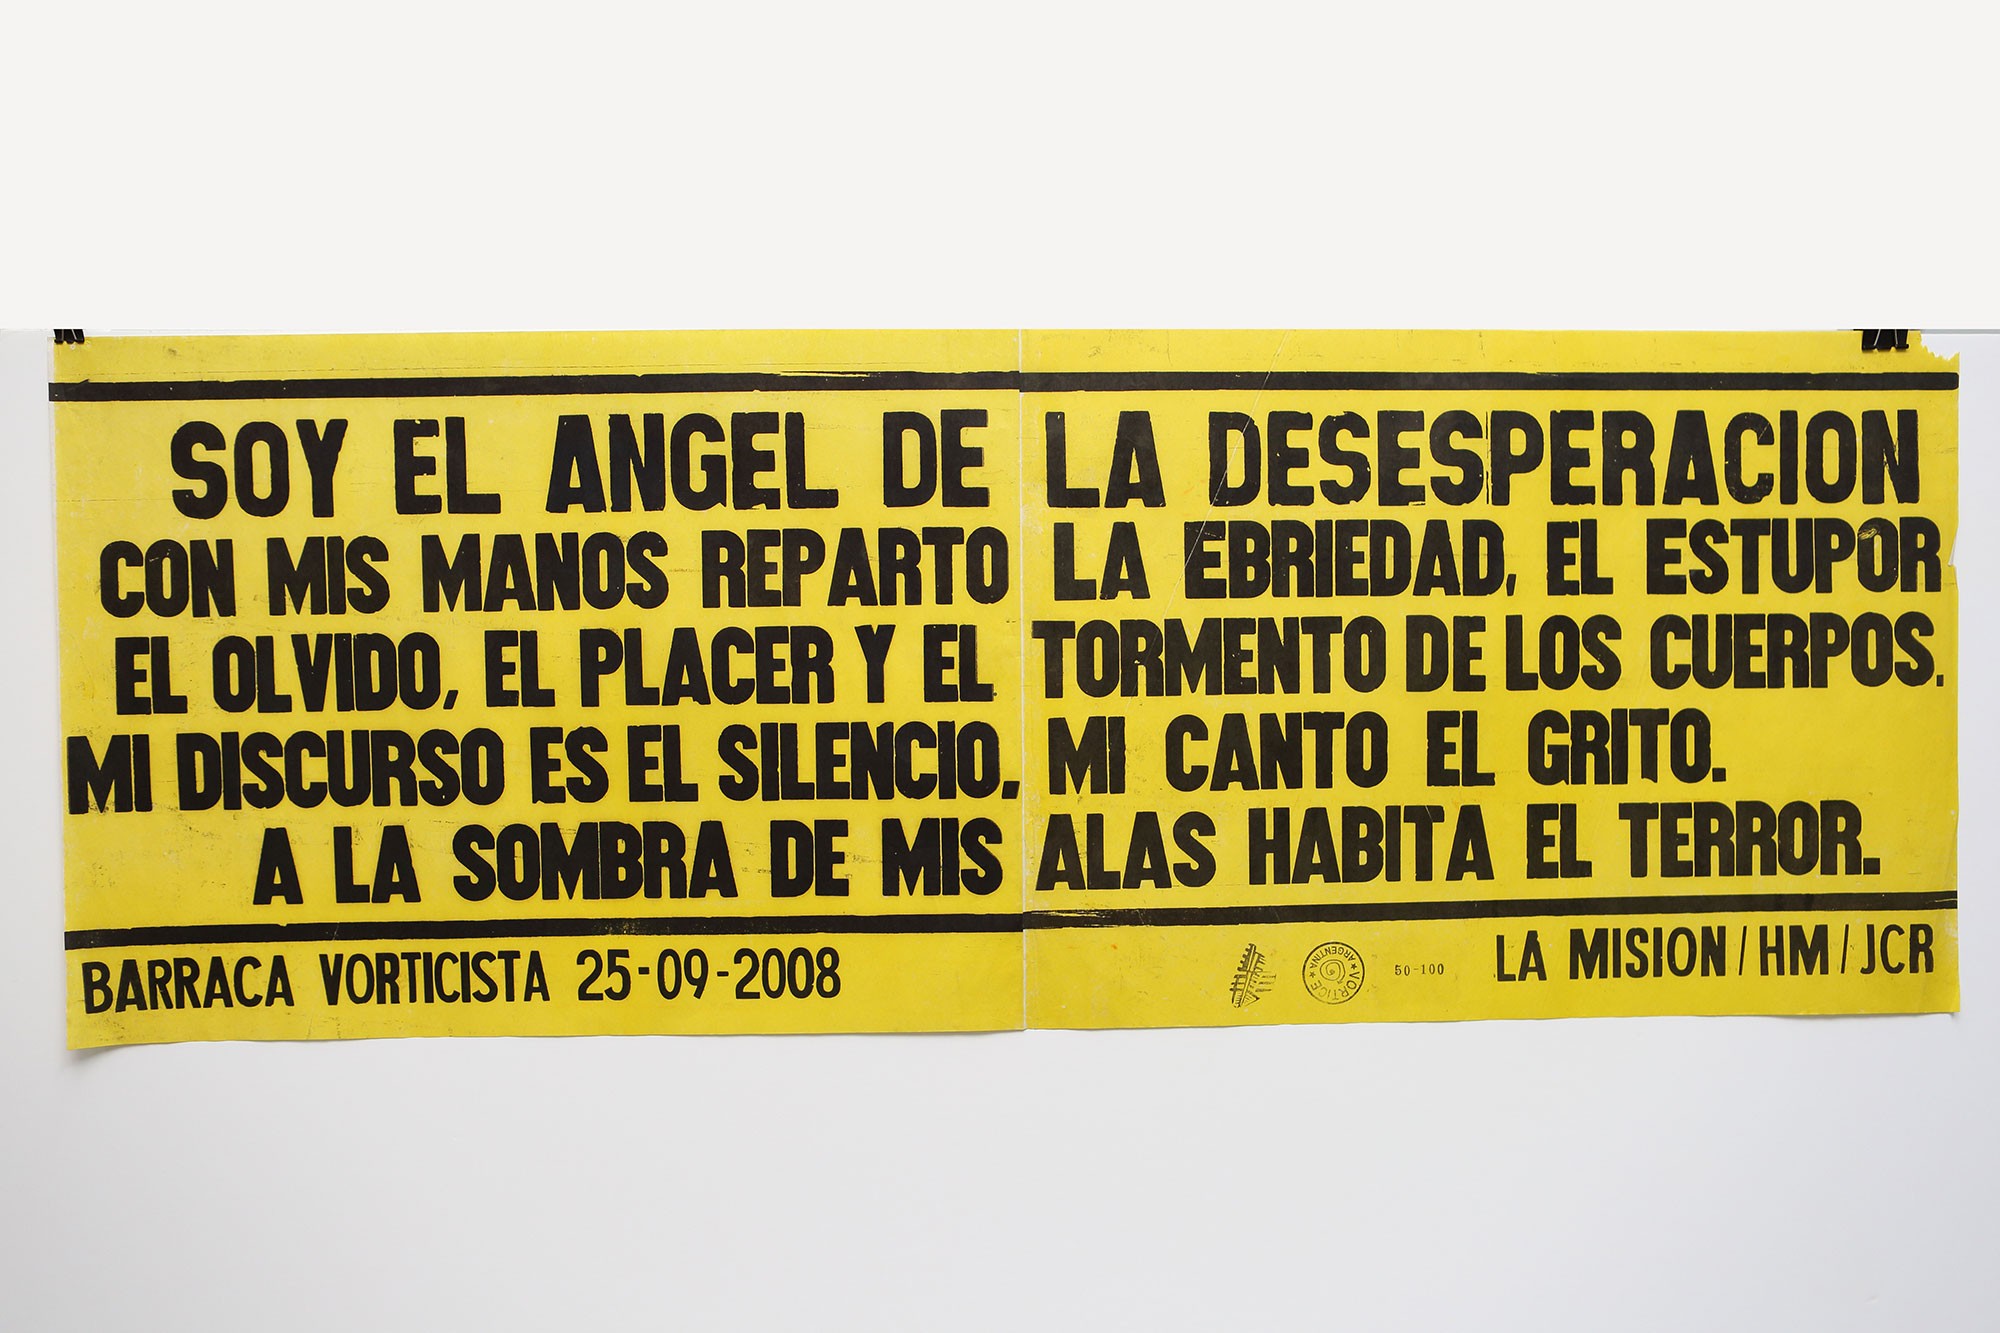 SOY EL ANGEL DE LA DESESPERACION
CON MIS MANOS REPARTO LA EBRIEDAD, EL ESTUPOR
EL OLVIDO, EL PLACER Y EL TORMENTO DE LOS CUERPOS.
MI DISCURSO ES EL SILENCIO, MI CANTO EL GRITO.
A LA SOMBRA DE MIS ALAS HABITA EL TERROR.
BARRACA VORTICISTA 25-09-2008
VORTICE ★ ARGENTINA ★
50-100
LA MISION / HM / JCR